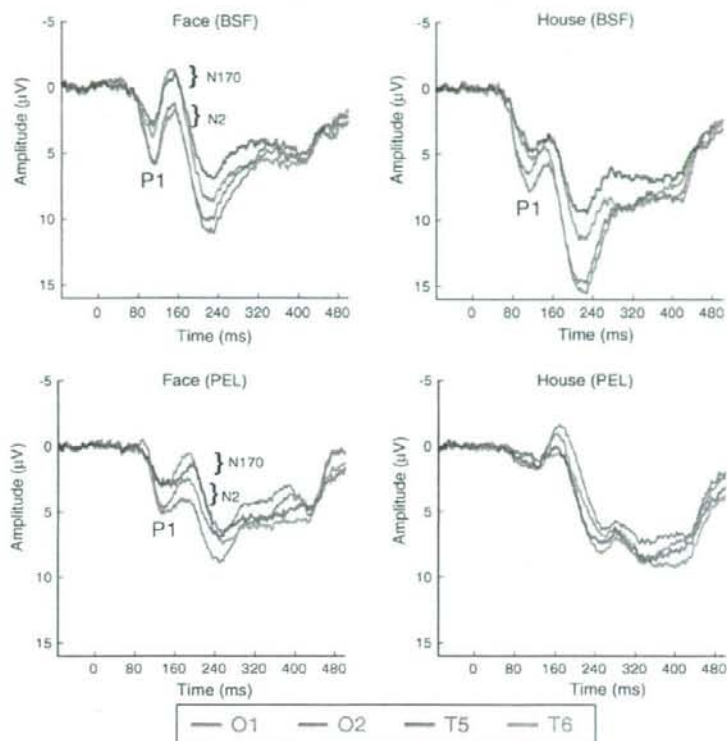 Face (BSF)
House (BSF)
-5
0
5
10
15
Amplitude (μV)
N170
N2
P1
0 80 160 240 320 400 480
Time (ms)
-5
0
5
10
15
Amplitude (μV)
P1
0 80 160 240 320 400 480
Time (ms)
Face (PEL)
House (PEL)
-5
0
5
10
15
Amplitude (μV)
N170
N2
P1
0 80 160 240 320 400 480
Time (ms)
-5
0
5
10
15
Amplitude (μV)
0 80 160 240 320 400 480
Time (ms)
O1 O2 T5 T6